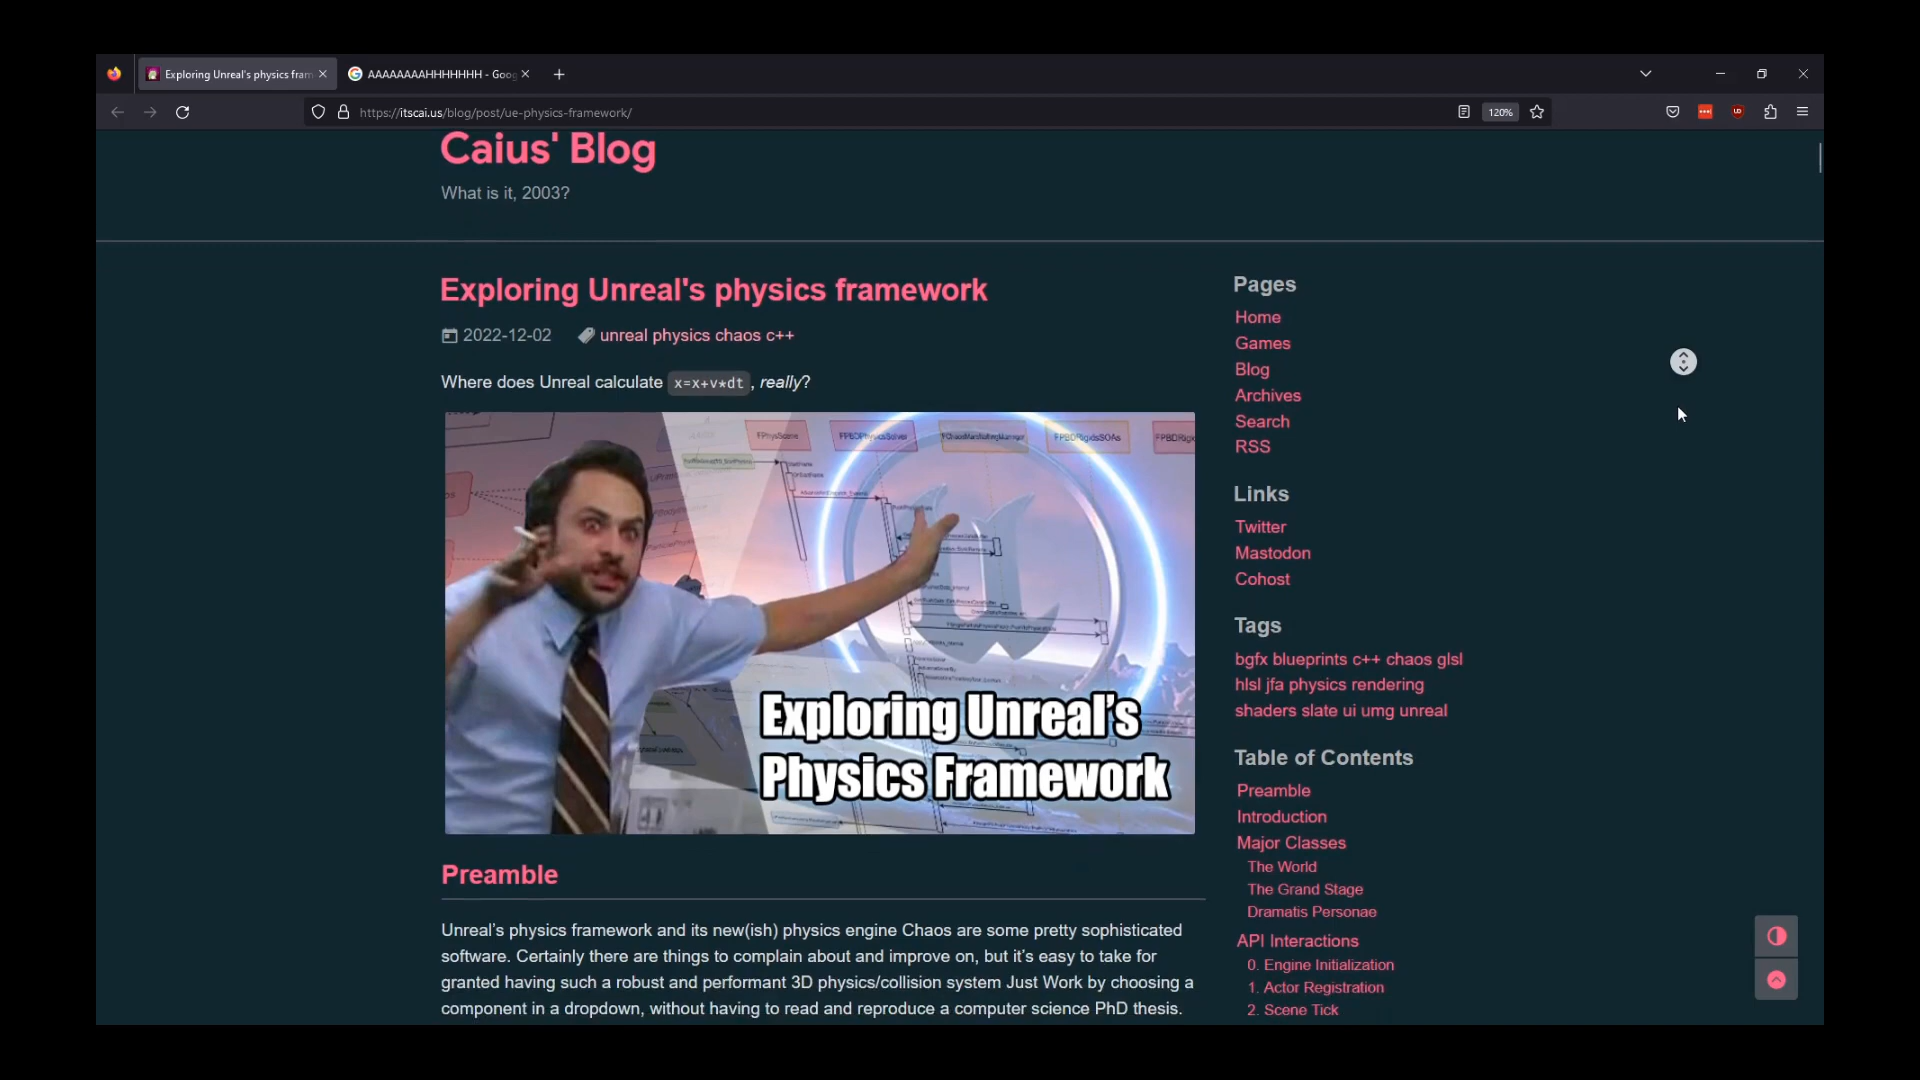 Exploring Unreal's physics fram
AAAAAAAAHHHHHHH - Goog
https://itscai.us/blog/post/ue-physics-framework/
120%
Caius' Blog
What is it, 2003?
Exploring Unreal's physics framework
2022-12-02 unreal physics chaos c++
Where does Unreal calculate x=x+v*dt, really?
FPhysScene
FPBDPhysicsSolver
FChaosMarshallingManager
FPBDRigidsSOAs
Exploring Unreal's
Physics Framework
Preamble
Unreal's physics framework and its new(ish) physics engine Chaos are some pretty sophisticated
software. Certainly there are things to complain about and improve on, but it's easy to take for
granted having such a robust and performant 3D physics/collision system Just Work by choosing a
component in a dropdown, without having to read and reproduce a computer science PhD thesis.
Pages
Home
Games
Blog
Archives
Search
RSS
Links
Twitter
Mastodon
Cohost
Tags
bgfx blueprints c++ chaos glsl
hlsl jfa physics rendering
shaders slate ui umg unreal
Table of Contents
Preamble
Introduction
Major Classes
The World
The Grand Stage
Dramatis Personae
API Interactions
0. Engine Initialization
1. Actor Registration
2. Scene Tick